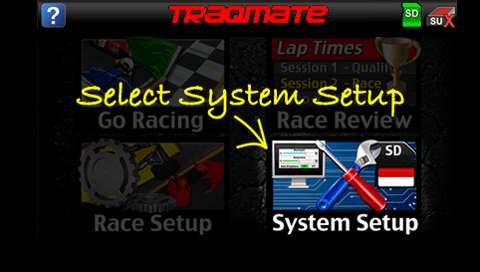 ?
TRAQMATE
SD
SU
Lap Times
Session 1 - Quali
Session 2 - Race
Select System Setup
Go Racing
Race Review
SD
Race Setup
System Setup